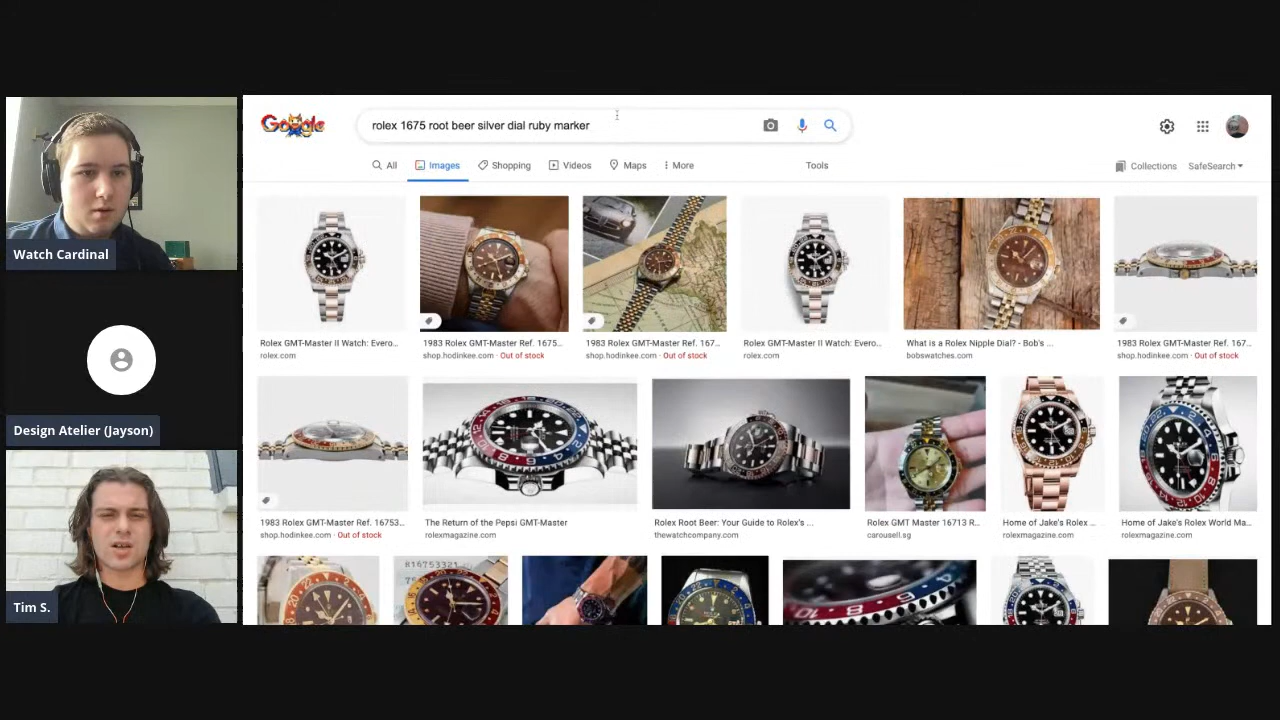 Google
rolex 1675 root beer silver dial ruby marker
All
Images
Shopping
Videos
Maps
More
Tools
Collections
SafeSearch
Rolex GMT-Master II Watch: Evero...
rolex.com
1983 Rolex GMT-Master Ref. 1675...
shop.hodinkee.com · Out of stock
1983 Rolex GMT-Master Ref. 167...
shop.hodinkee.com · Out of stock
Rolex GMT-Master II Watch: Evero...
rolex.com
What is a Rolex Nipple Dial? - Bob's ...
bobswatches.com
1983 Rolex GMT-Master Ref. 167...
shop.hodinkee.com · Out of stock
1983 Rolex GMT-Master Ref. 16753...
shop.hodinkee.com · Out of stock
The Return of the Pepsi GMT-Master
rolexmagazine.com
Rolex Root Beer: Your Guide to Rolex's ...
thewatchcompany.com
Rolex GMT Master 16713 R...
carousell.sg
Home of Jake's Rolex ...
rolexmagazine.com
Home of Jake's Rolex World Ma...
rolexmagazine.com
Watch Cardinal
Design Atelier (Jayson)
Tim S.